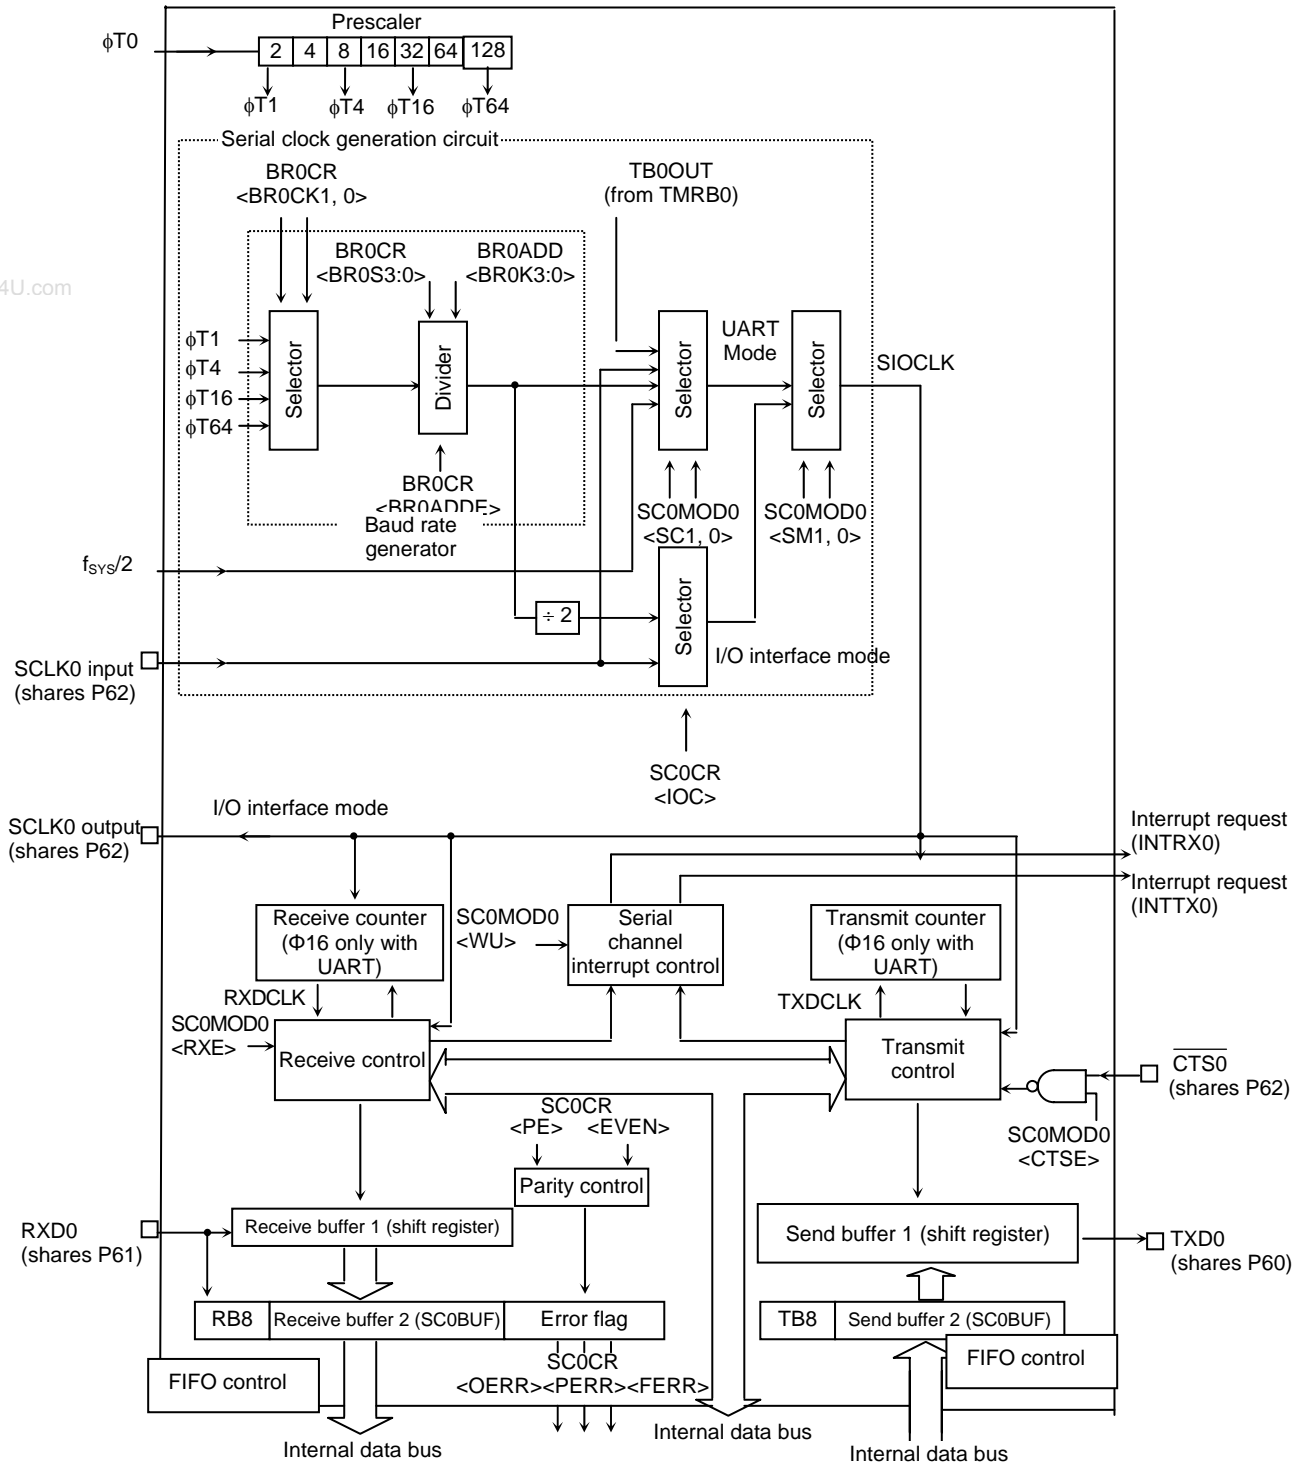 Prescaler
ϕT0
2 4 8 16 32 64 128
ϕT1 ϕT4 ϕT16 ϕT64
Serial clock generation circuit
BR0CR
<BR0CK1, 0>
TB0OUT
(from TMRB0)
BR0CR
<BR0S3:0>
BR0ADD
<BR0K3:0>
4U.com
ϕT1
ϕT4
ϕT16
ϕT64
Selector
Divider
Selector
UART
Mode
Selector
SIOCLK
BR0CR
<BR0ADDE>
Baud rate
generator
SC0MOD0
<SC1, 0>
SC0MOD0
<SM1, 0>
fSYS/2
÷ 2
Selector
I/O interface mode
SCLK0 input
(shares P62)
SC0CR
<IOC>
I/O interface mode
SCLK0 output
(shares P62)
Interrupt request
(INTRX0)
Interrupt request
(INTTX0)
Receive counter
(Φ16 only with
UART)
SC0MOD0
<WU>
Serial
channel
interrupt control
Transmit counter
(Φ16 only with
UART)
RXDCLK
TXDCLK
SC0MOD0
<RXE>
Receive control
Transmit
control
CTS0
(shares P62)
SC0MOD0
<CTSE>
SC0CR
<PE> <EVEN>
Parity control
RXD0
(shares P61)
Receive buffer 1 (shift register)
Send buffer 1 (shift register)
TXD0
(shares P60)
RB8 Receive buffer 2 (SC0BUF) Error flag
TB8 Send buffer 2 (SC0BUF)
FIFO control
SC0CR
<OERR><PERR><FERR>
FIFO control
Internal data bus
Internal data bus
Internal data bus